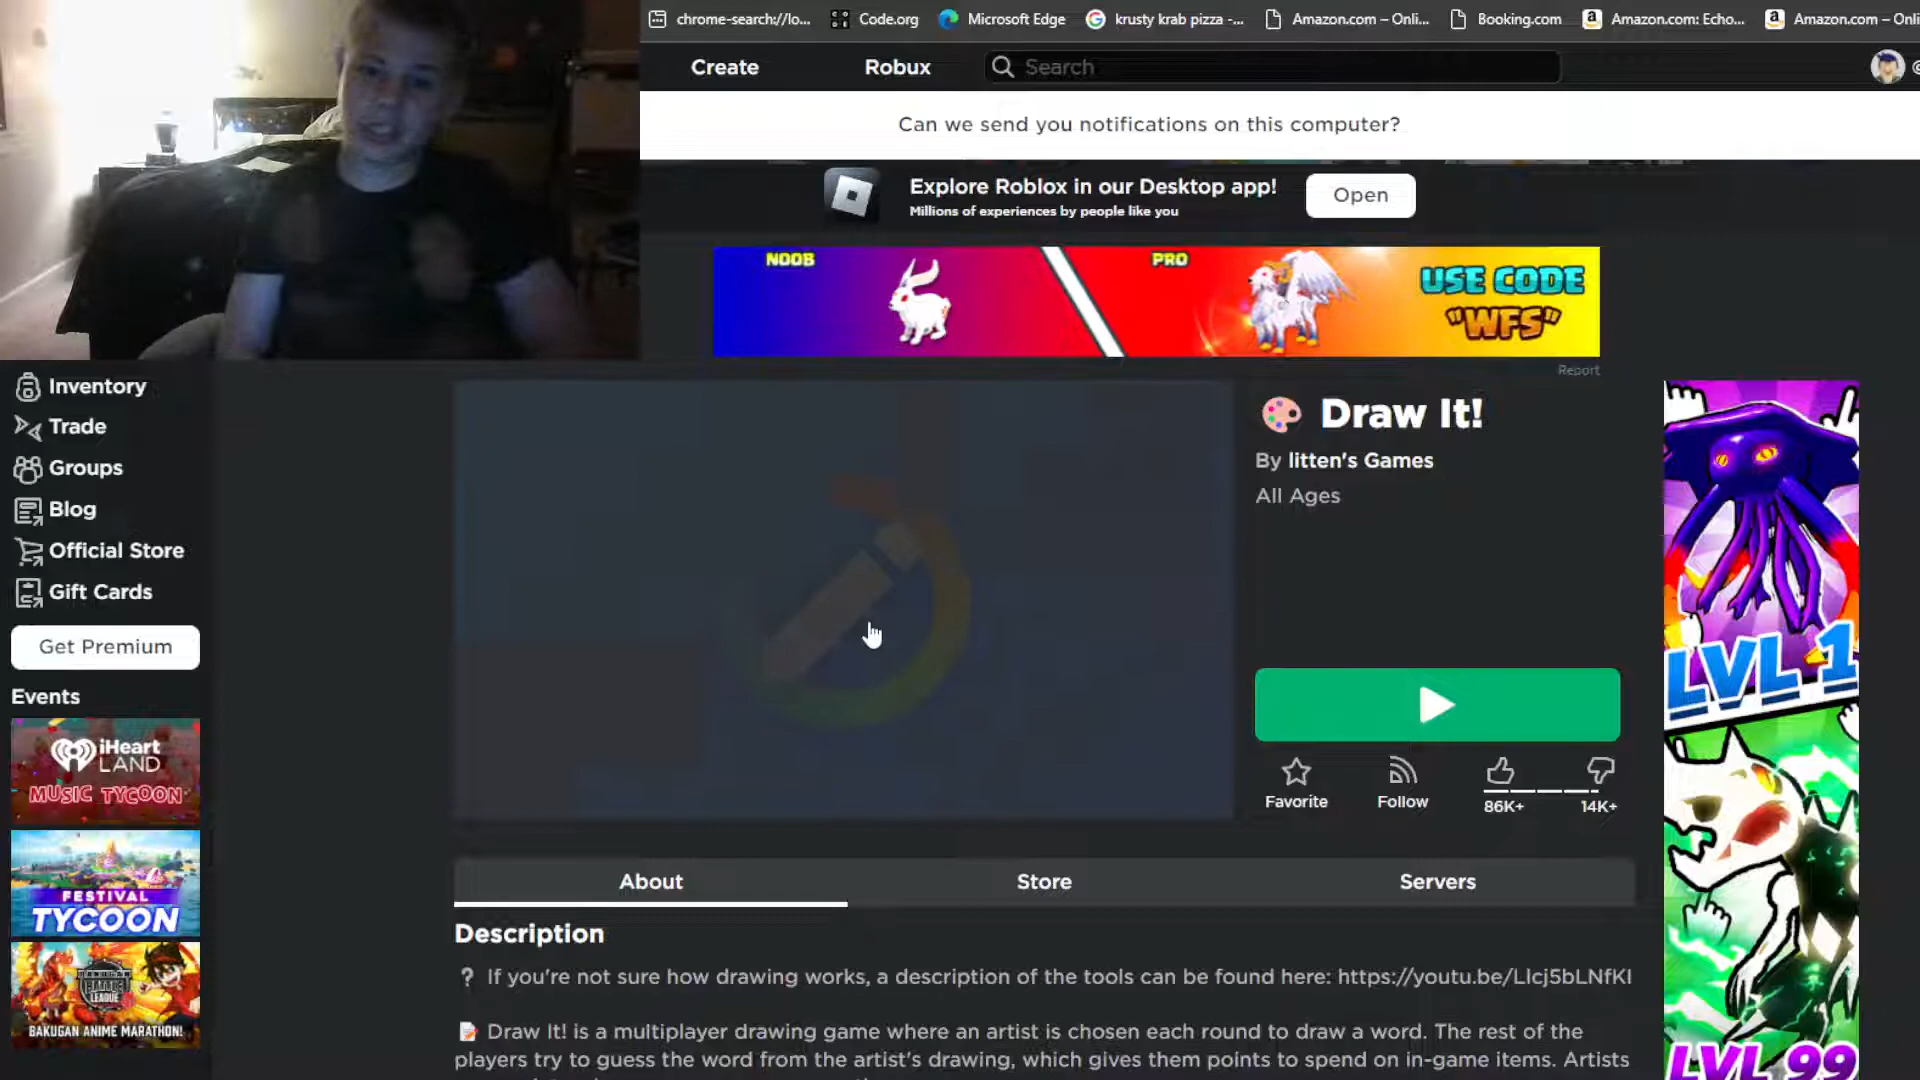 chrome-search://lo...
Code.org
Microsoft Edge
krusty krab pizza -...
Amazon.com – Onli...
Booking.com
Amazon.com: Echo...
Amazon.com – Onli
Create
Robux
Search
Can we send you notifications on this computer?
Explore Roblox in our Desktop app!
Millions of experiences by people like you
Open
NOOB
PRO
USE CODE
"WFS"
Report
Inventory
Trade
Groups
Blog
Official Store
Gift Cards
Get Premium
Events
iHeart
LAND
MUSIC TYCOON
FESTIVAL
TYCOON
BAKUGAN ANIME MARATHON!
Draw It!
By litten's Games
All Ages
Favorite
Follow
86K+
14K+
LVL 1
LVL 99
About
Store
Servers
Description
? If you're not sure how drawing works, a description of the tools can be found here: https://youtu.be/LIcj5bLNfKI
Draw It! is a multiplayer drawing game where an artist is chosen each round to draw a word. The rest of the
players try to guess the word from the artist's drawing, which gives them points to spend on in-game items. Artists